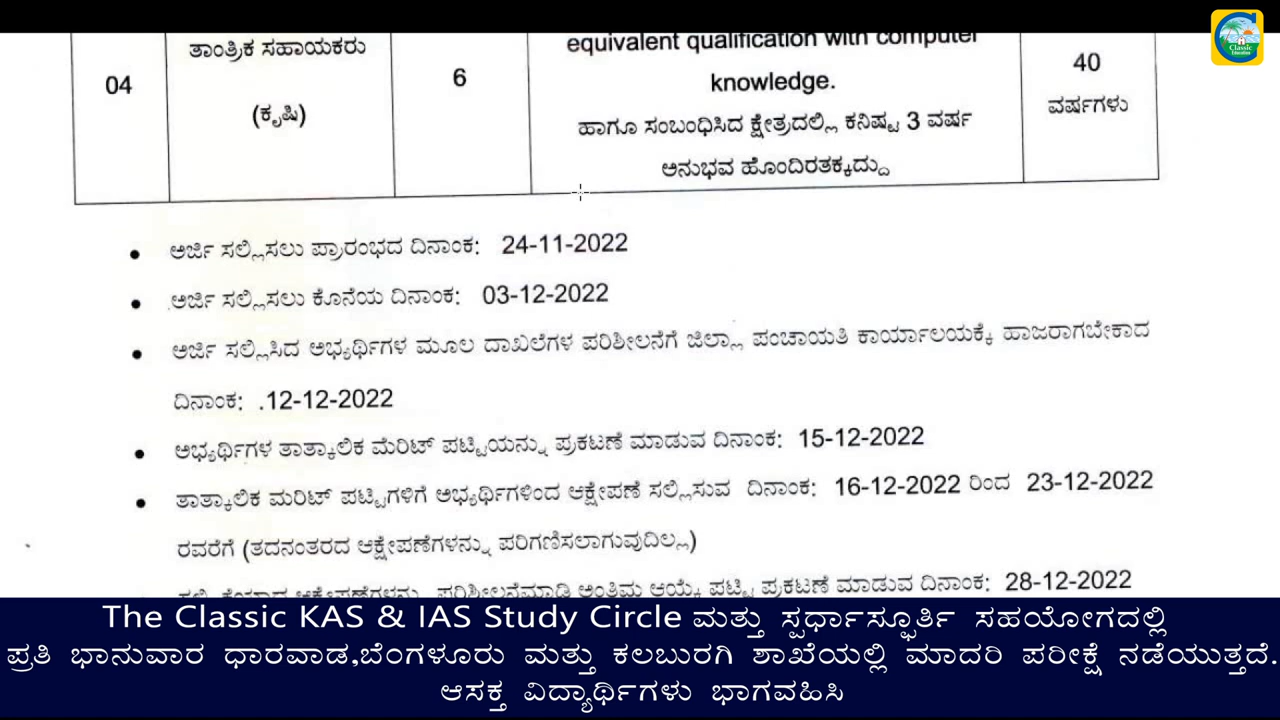 Classic
Education
04
ತಾಂತ್ರಿಕ ಸಹಾಯಕರು
(ಕೃಷಿ)
6
equivalent qualification with computer
knowledge.
ಹಾಗೂ ಸಂಬಂಧಿಸಿದ ಕ್ಷೇತ್ರದಲ್ಲಿ ಕನಿಷ್ಟ 3 ವರ್ಷ
ಅನುಭವ ಹೊಂದಿರತಕ್ಕದ್ದು
40
ವರ್ಷಗಳು
• ಅರ್ಜಿ ಸಲ್ಲಿಸಲು ಪ್ರಾರಂಭದ ದಿನಾಂಕ: 24-11-2022
• ಅರ್ಜಿ ಸಲ್ಲಿಸಲು ಕೊನೆಯ ದಿನಾಂಕ: 03-12-2022
• ಅರ್ಜಿ ಸಲ್ಲಿಸಿದ ಅಭ್ಯರ್ಥಿಗಳ ಮೂಲ ದಾಖಲೆಗಳ ಪರಿಶೀಲನೆಗೆ ಜಿಲ್ಲಾ ಪಂಚಾಯತಿ ಕಾರ್ಯಾಲಯಕ್ಕೆ ಹಾಜರಾಗಬೇಕಾದ
ದಿನಾಂಕ: .12-12-2022
• ಅಭ್ಯರ್ಥಿಗಳ ತಾತ್ಕಾಲಿಕ ಮೆರಿಟ್ ಪಟ್ಟಿಯನ್ನು ಪ್ರಕಟಣೆ ಮಾಡುವ ದಿನಾಂಕ: 15-12-2022
• ತಾತ್ಕಾಲಿಕ ಮರಿಟ್ ಪಟ್ಟಿಗಳಿಗೆ ಅಭ್ಯರ್ಥಿಗಳಿಂದ ಆಕ್ಷೇಪಣೆ ಸಲ್ಲಿಸುವ ದಿನಾಂಕ: 16-12-2022 ರಿಂದ 23-12-2022
ರವರೆಗೆ (ತದನಂತರದ ಆಕ್ಷೇಪಣೆಗಳನ್ನು ಪರಿಗಣಿಸಲಾಗುವುದಿಲ್ಲ)
ಆಕ್ಷೇಪಣೆಗಳನ್ನು ಪರಿಶೀಲನೆಮಾಡಿ ಅಂತಿಮ ಆಯ್ಕೆ ಪಟ್ಟಿ ಪ್ರಕಟಣೆ ಮಾಡುವ ದಿನಾಂಕ: 28-12-2022
The Classic KAS & IAS Study Circle ಮತ್ತು ಸ್ಪರ್ಧಾಸ್ಫೂರ್ತಿ ಸಹಯೋಗದಲ್ಲಿ
ಪ್ರತಿ ಭಾನುವಾರ ಧಾರವಾಡ,ಬೆಂಗಳೂರು ಮತ್ತು ಕಲಬುರಗಿ ಶಾಖೆಯಲ್ಲಿ ಮಾದರಿ ಪರೀಕ್ಷೆ ನಡೆಯುತ್ತದೆ.
ಆಸಕ್ತ ವಿದ್ಯಾರ್ಥಿಗಳು ಭಾಗವಹಿಸಿ